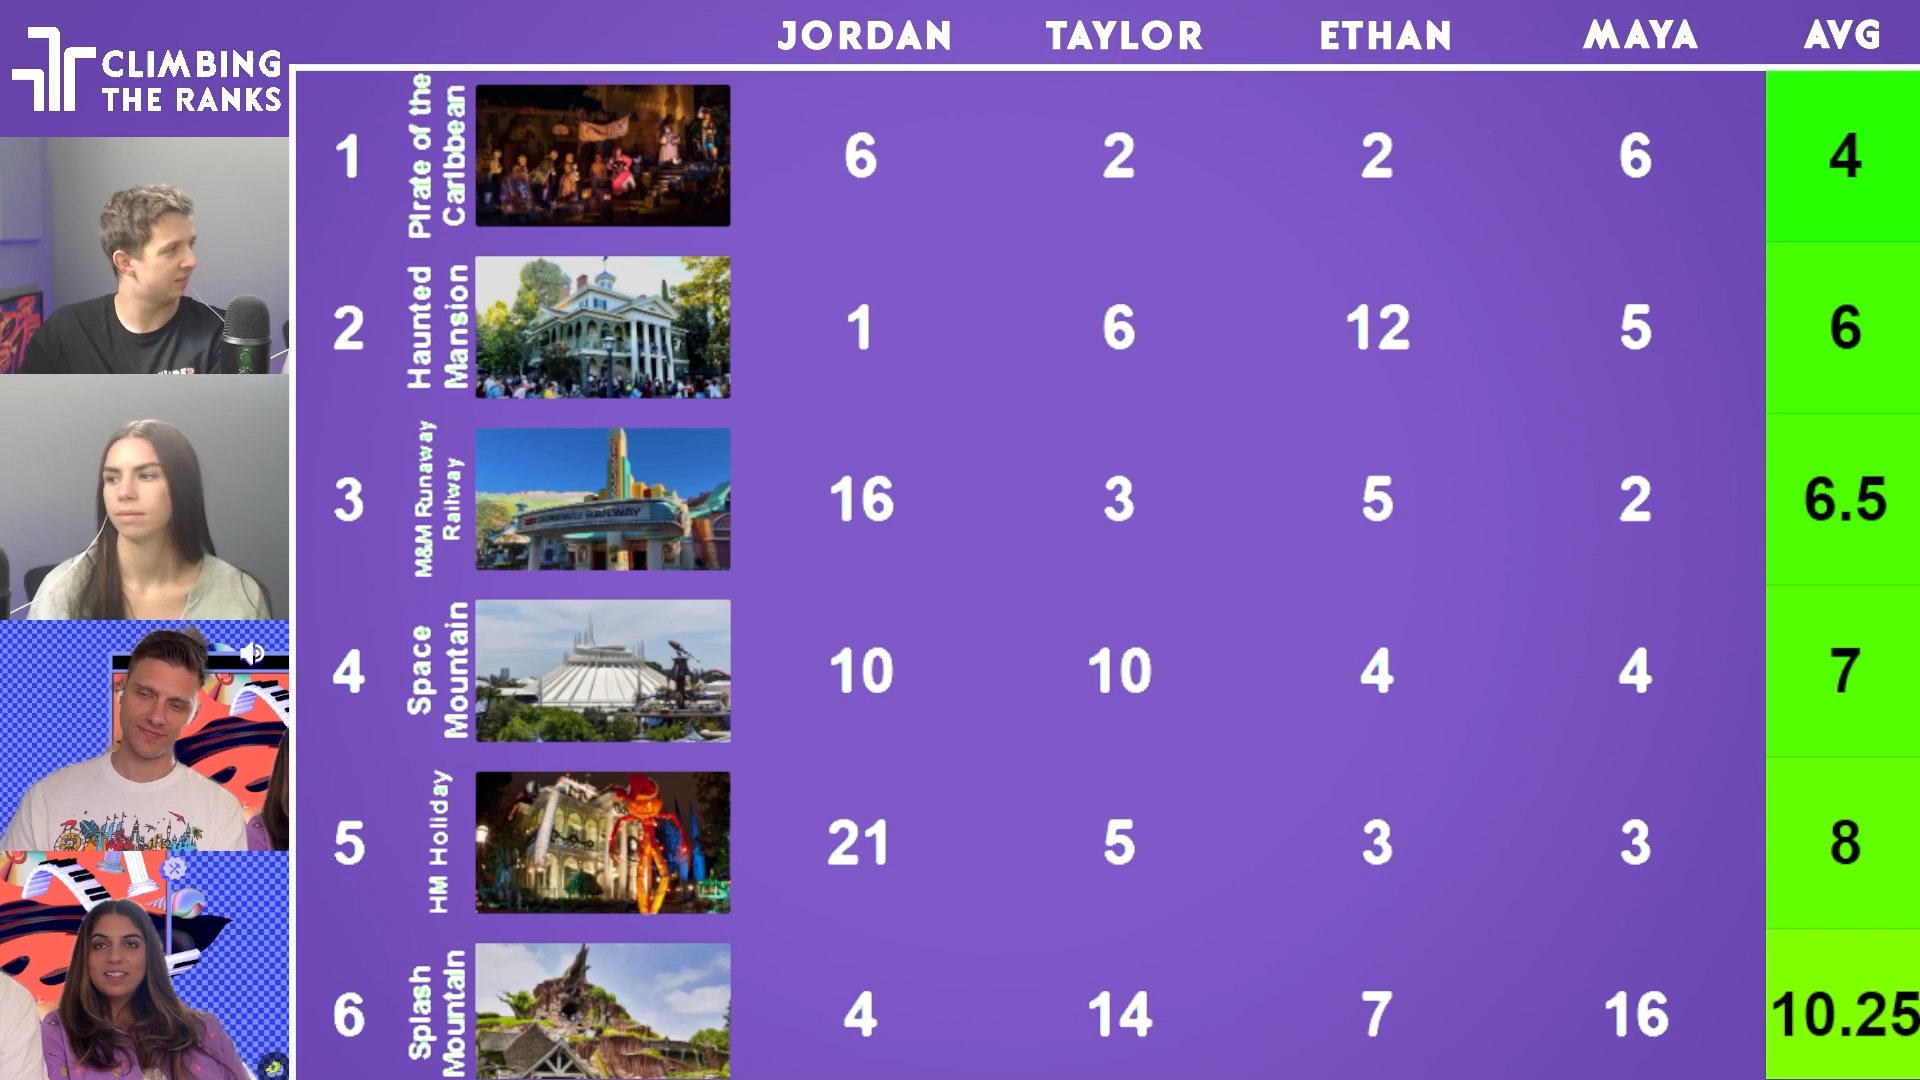 CLIMBING
THE RANKS
JORDAN TAYLOR ETHAN MAYA AVG
1 Pirate of the Caribbean 6 2 2 6 4
2 Haunted Mansion 1 6 12 5 6
3 M&M Runaway Railway 16 3 5 2 6.5
RUNAWAY RAILWAY
4 Space Mountain 10 10 4 4 7
5 HM Holiday 21 5 3 3 8
6 Splash Mountain 4 14 7 16 10.25